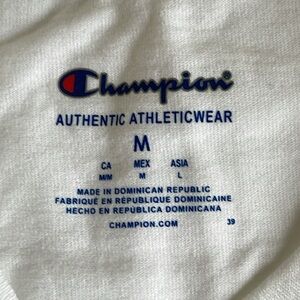 Champion
AUTHENTIC ATHLETICWEAR
M
CA MEX ASIA
M/M M L
MADE IN DOMINICAN REPUBLIC
FABRIQUÉ EN RÉPUBLIQUE DOMINICAINE
HECHO EN REPÚBLICA DOMINICANA
CHAMPION.COM 39